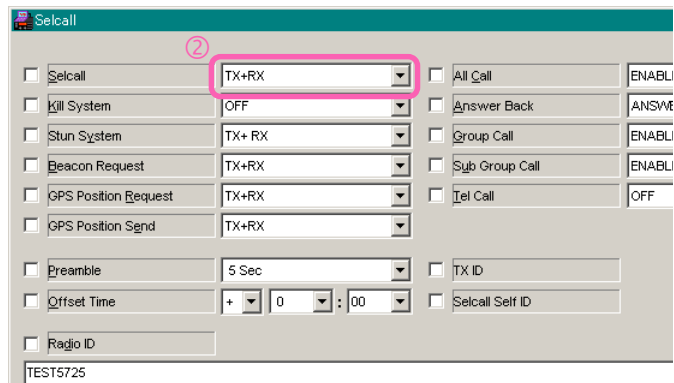 Selcall
②
Selcall TX+RX All Call ENABL
Kill System OFF Answer Back ANSWE
Stun System TX+ RX Group Call ENABL
Beacon Request TX+RX Sub Group Call ENABL
GPS Position Request TX+RX Tel Call OFF
GPS Position Send TX+RX
Preamble 5 Sec TX ID
Offset Time + 0 : 00 Selcall Self ID
Radio ID
TEST5725